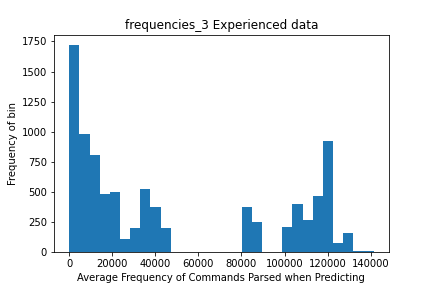 frequencies_3 Experienced data
Frequency of bin
1750
1500
1250
1000
750
500
250
0
0 20000 40000 60000 80000 100000 120000 140000
Average Frequency of Commands Parsed when Predicting